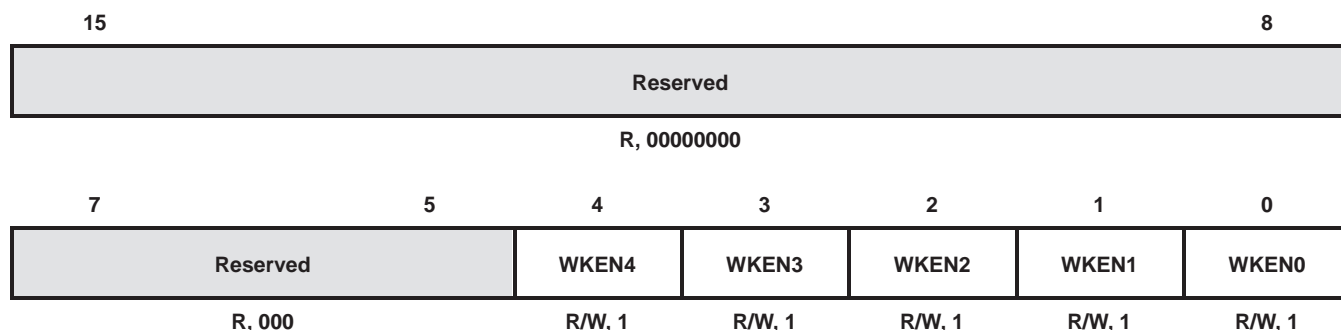 15 8
Reserved
R, 00000000
7 5 4 3 2 1 0
Reserved WKEN4 WKEN3 WKEN2 WKEN1 WKEN0
R, 000 R/W, 1 R/W, 1 R/W, 1 R/W, 1 R/W, 1